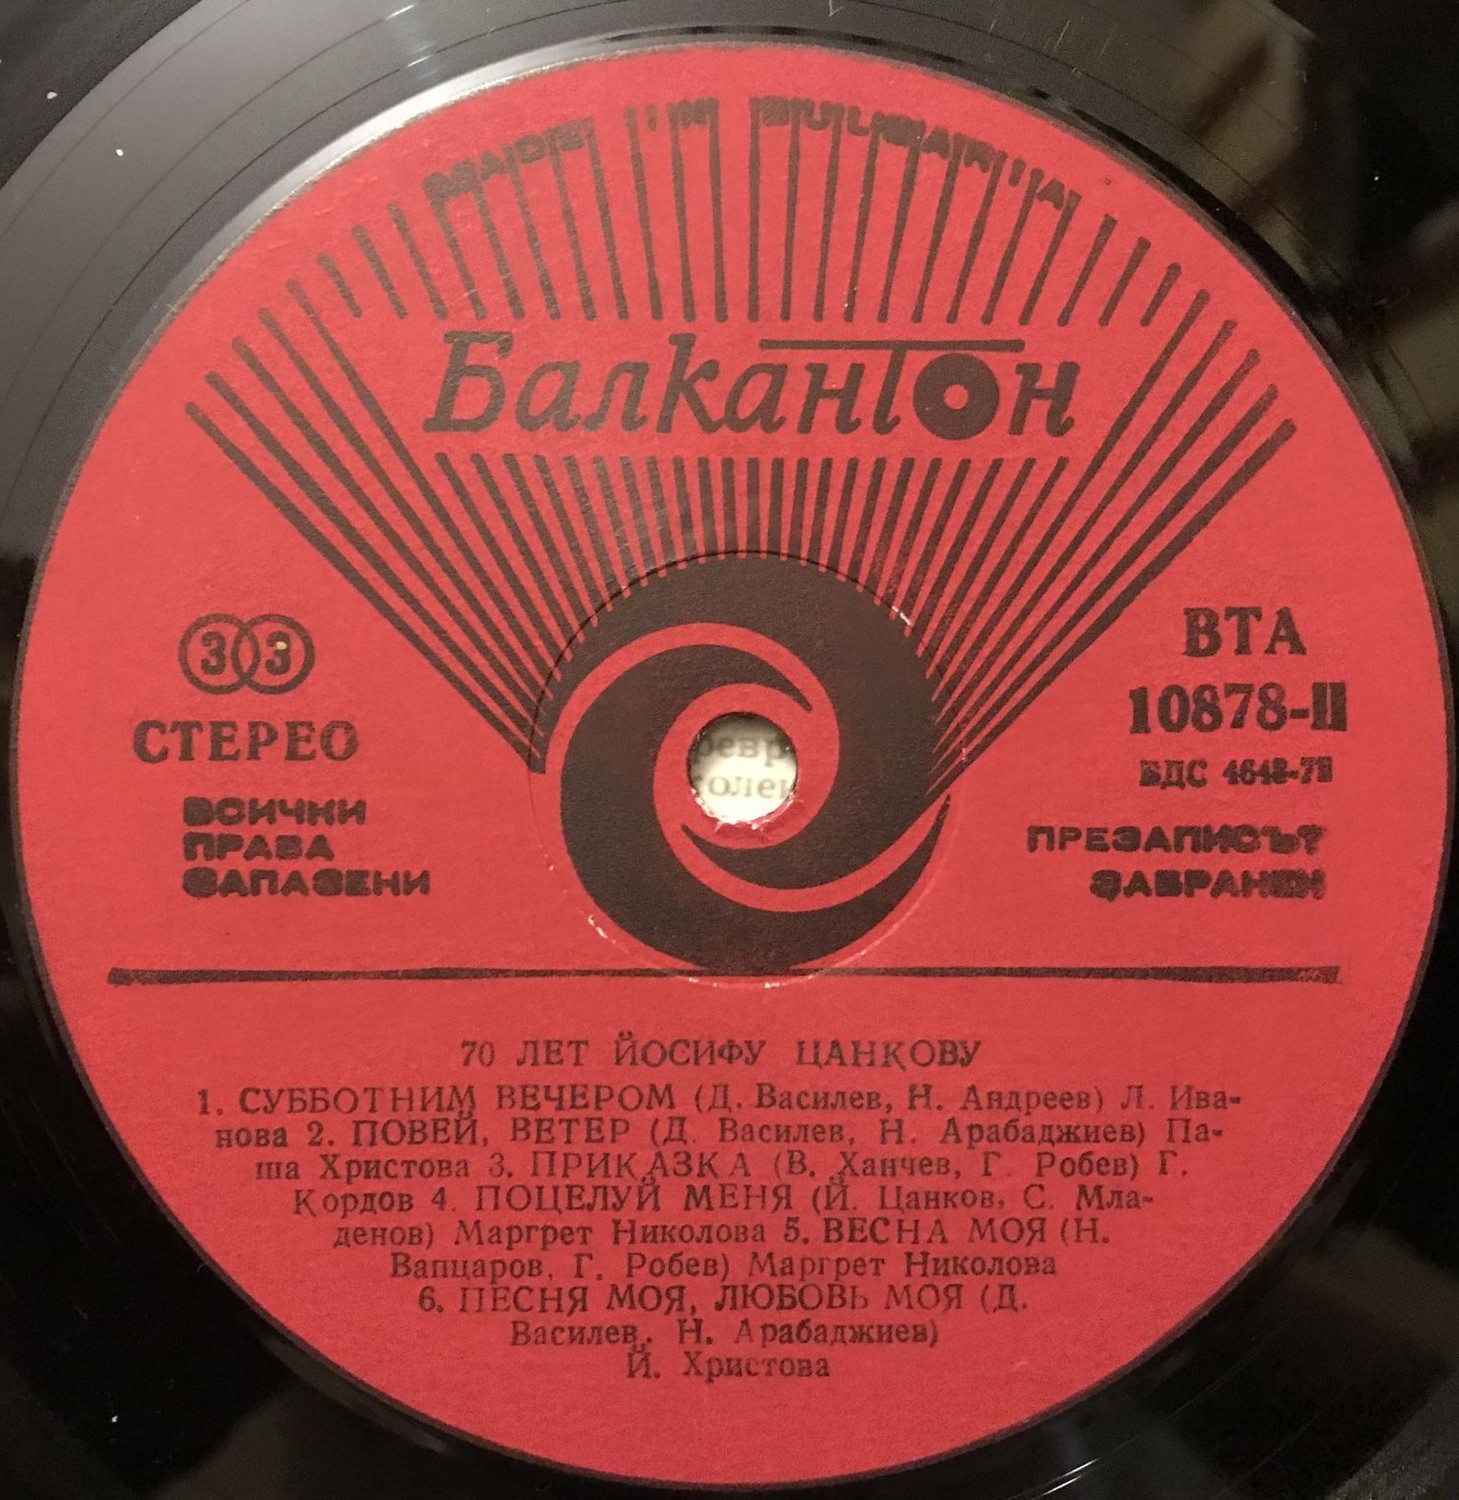 MADE IN BULGARIA
Балкантон
33
СТЕРЕО
ВСИЧКИ
ПРАВА
ЗАПАЗЕНИ
ВТА
10878-II
БДС
ПРЕЗАПИСЪТ
ЗАБРАНЕН
70 ЛЕТ ЙОСИФУ ЦАНКОВУ
1. СУББОТНИМ ВЕЧЕРОМ (Д. Василев, Н. Андреев) Л. Ива-
нова 2. ПОВЕЙ, ВЕТЕР (Д. Василев, Н. Арабаджиев) Па-
ша Христова 3. ПРИКАЗКА (В. Ханчев, Г. Робев) Г.
Кордов 4. ПОЦЕЛУЙ МЕНЯ (Й. Цанков, С. Мла-
денов) Маргрет Николова 5. ВЕСНА МОЯ (Н.
Вапцаров, Г. Робев) Маргрет Николова
6. ПЕСНЯ МОЯ, ЛЮБОВЬ МОЯ (Д.
Василев, Н. Арабаджиев)
Й. Христова